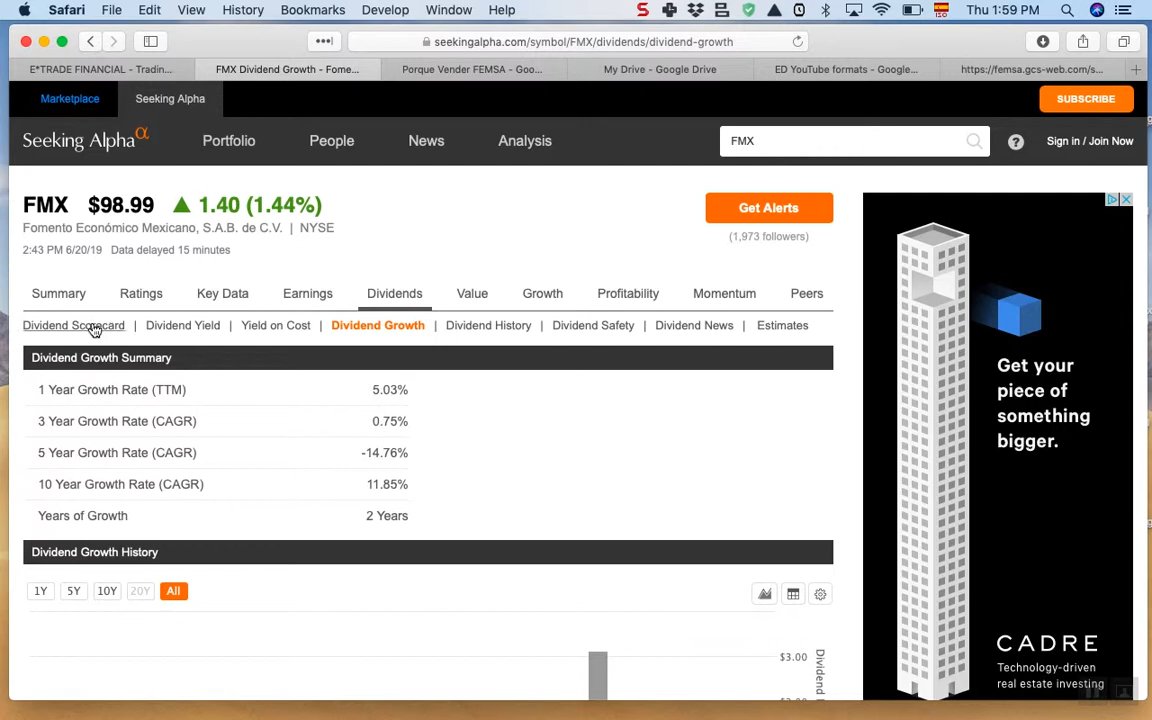 Safari File Edit View History Bookmarks Develop Window Help Thu 1:59 PM
seekingalpha.com/symbol/FMX/dividends/dividend-growth
E*TRADE FINANCIAL - Tradin... FMX Dividend Growth - Fome... Porque Vender FEMSA - Goo... My Drive - Google Drive ED YouTube formats - Google... https://femsa.gcs-web.com/s...
Marketplace Seeking Alpha SUBSCRIBE
Seeking Alpha α Portfolio People News Analysis FMX ? Sign in / Join Now
FMX $98.99 ▲ 1.40 (1.44%) Get Alerts
Fomento Económico Mexicano, S.A.B. de C.V. | NYSE (1,973 followers)
2:43 PM 6/20/19 Data delayed 15 minutes
Summary Ratings Key Data Earnings Dividends Value Growth Profitability Momentum Peers
Dividend Scorecard | Dividend Yield | Yield on Cost | Dividend Growth | Dividend History | Dividend Safety | Dividend News | Estimates
Dividend Growth Summary
1 Year Growth Rate (TTM) 5.03%
3 Year Growth Rate (CAGR) 0.75%
5 Year Growth Rate (CAGR) -14.76%
10 Year Growth Rate (CAGR) 11.85%
Years of Growth 2 Years
Dividend Growth History
1Y 5Y 10Y 20Y All
$3.00
Get your
piece of
something
bigger.
CADRE
Technology-driven
real estate investing